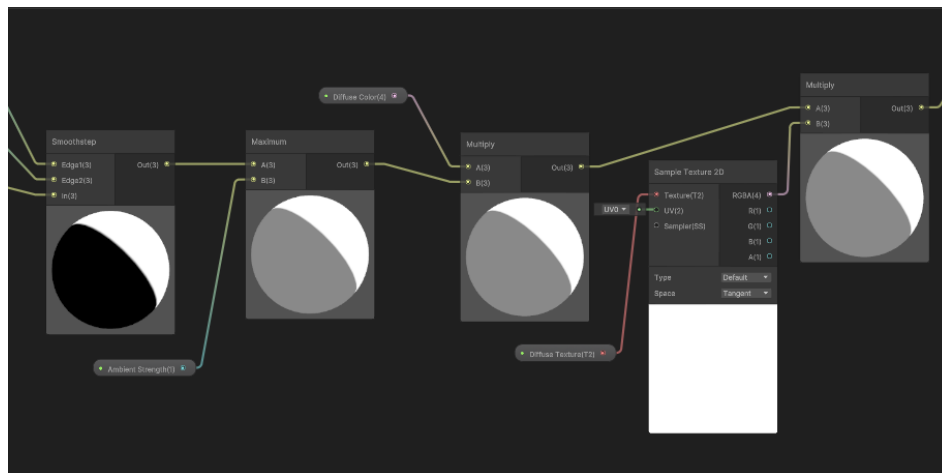 Multiply
A(3) Out(3)
B(3)
Diffuse Color(4)
Smoothstep
Edge1(3) Out(3)
Edge2(3)
In(3)
Maximum
A(3) Out(3)
B(3)
Multiply
A(3) Out(3)
B(3)
Sample Texture 2D
Texture(T2) RGBA(4)
UV0 UV(2) R(1)
Sampler(SS) G(1)
B(1)
A(1)
Type Default
Space Tangent
Diffuse Texture(T2)
Ambient Strength(1)